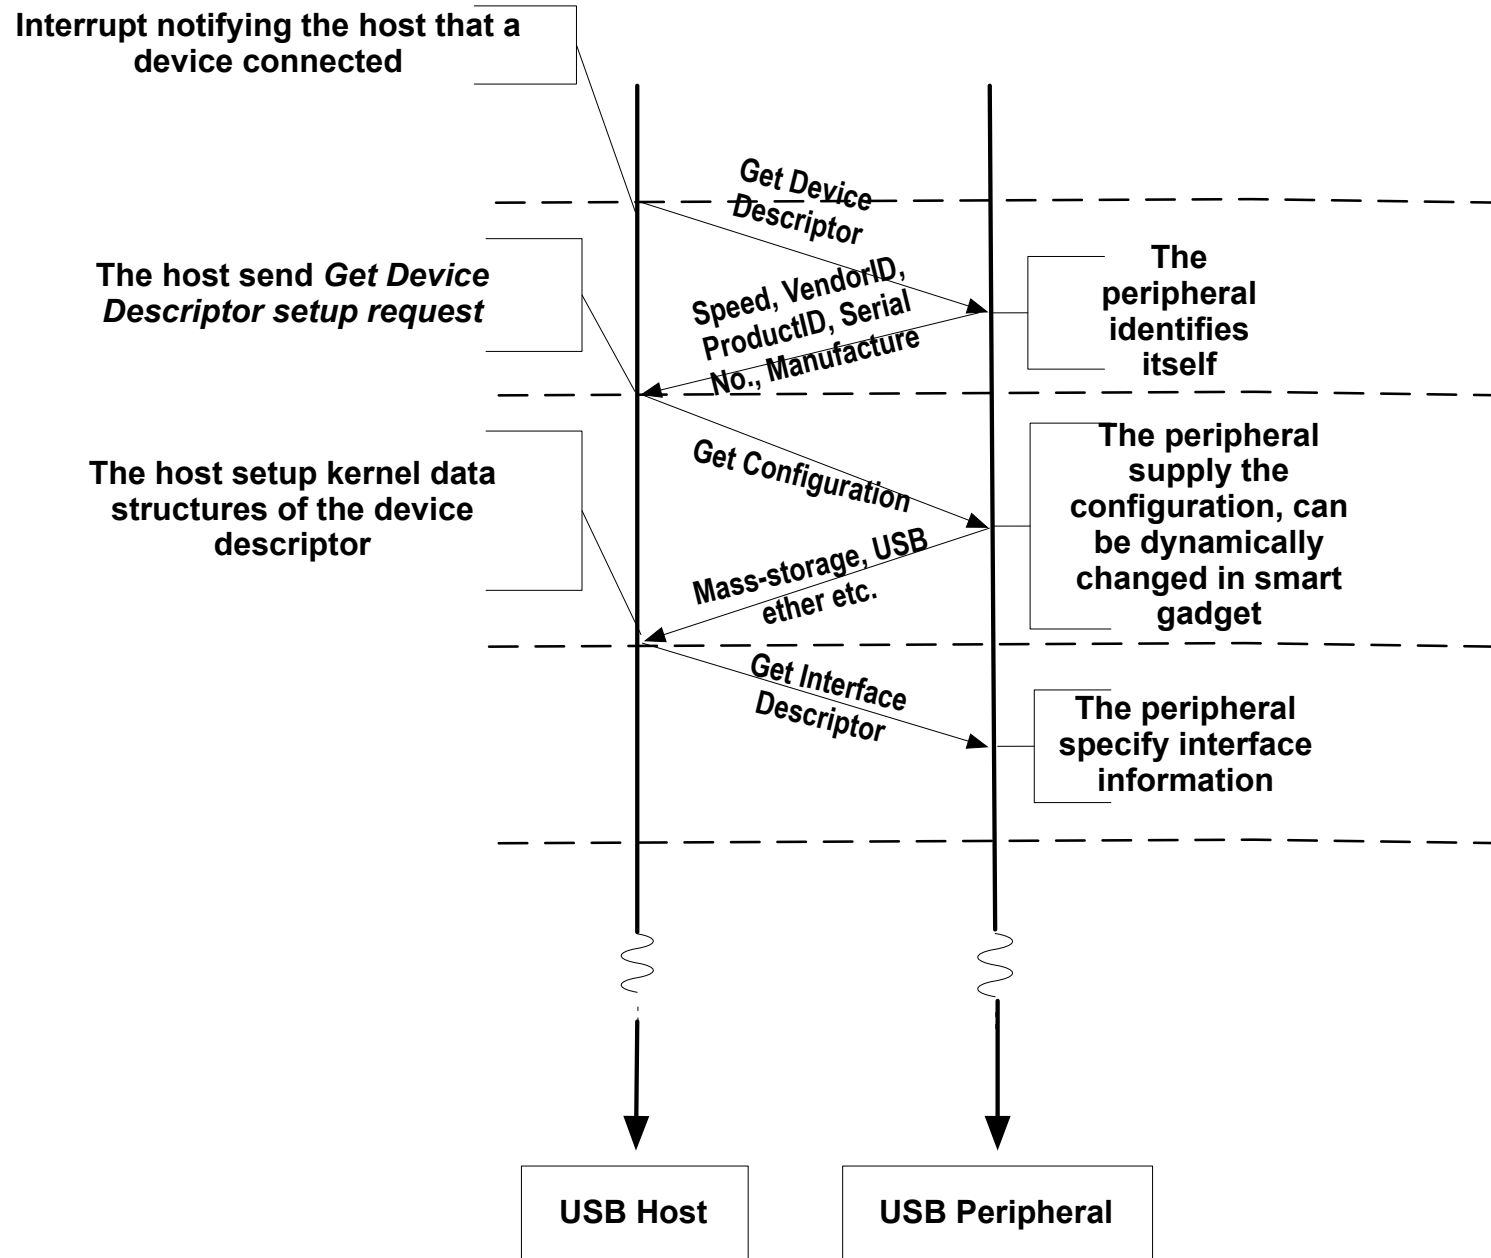 Interrupt notifying the host that a
device connected
Get Device
Descriptor
The host send Get Device
Descriptor setup request
Speed, VendorID,
ProductID, Serial
No., Manufacture
The
peripheral
identifies
itself
Get Configuration
The host setup kernel data
structures of the device
descriptor
The peripheral
supply the
configuration, can
be dynamically
changed in smart
gadget
Mass-storage, USB
ether etc.
Get Interface
Descriptor
The peripheral
specify interface
information
USB Host
USB Peripheral